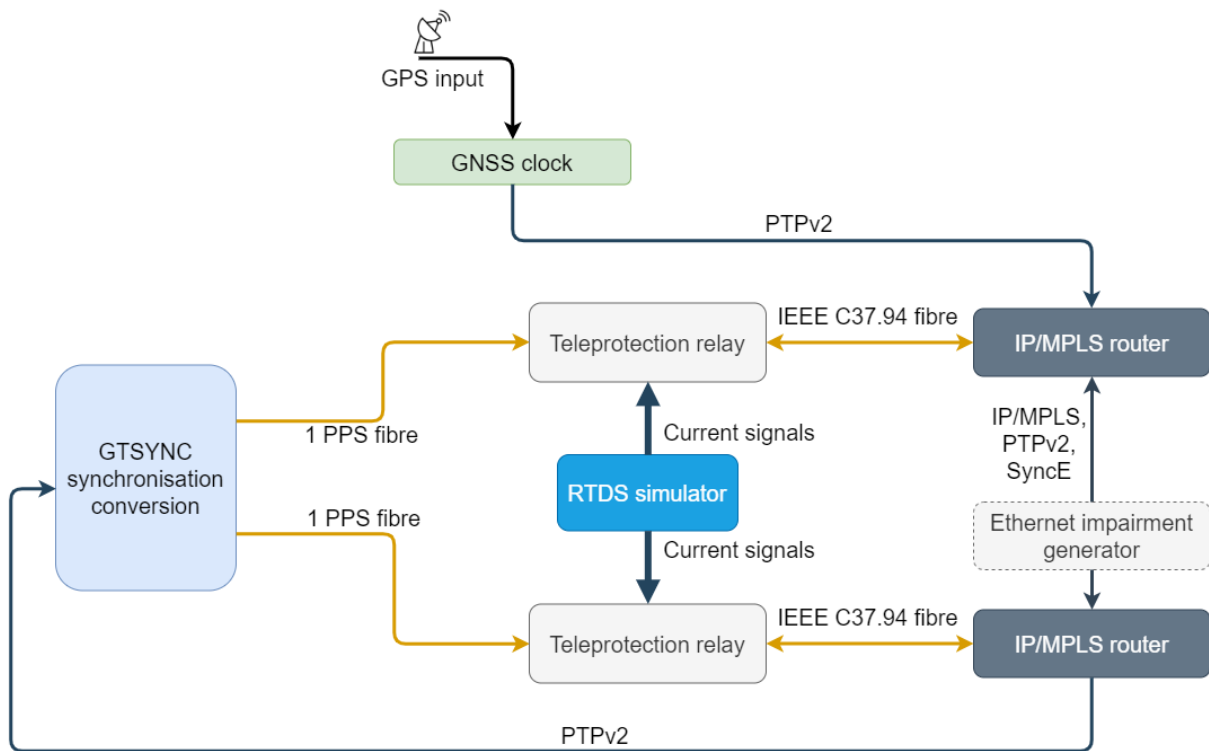 GPS input
GNSS clock
PTPv2
IEEE C37.94 fibre
Teleprotection relay
IP/MPLS router
1 PPS fibre
Current signals
IP/MPLS,
PTPv2,
SyncE
GTSYNC
synchronisation
conversion
RTDS simulator
1 PPS fibre
Ethernet impairment
generator
Current signals
IEEE C37.94 fibre
Teleprotection relay
IP/MPLS router
PTPv2